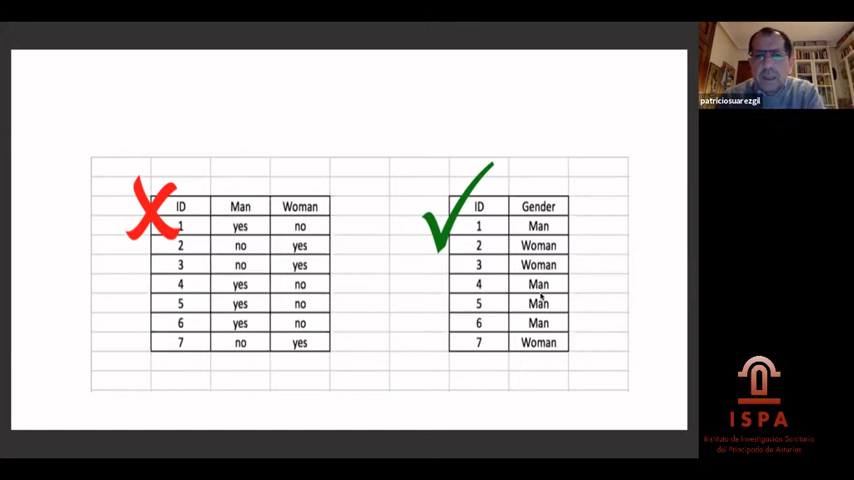 patriciosuarezgil
ID Man Woman
1 yes no
2 no yes
3 no yes
4 yes no
5 yes no
6 yes no
7 no yes
ID Gender
1 Man
2 Woman
3 Woman
4 Man
5 Man
6 Man
7 Woman
ISPA
Instituto de Investigación Sanitaria
del Principado de Asturias